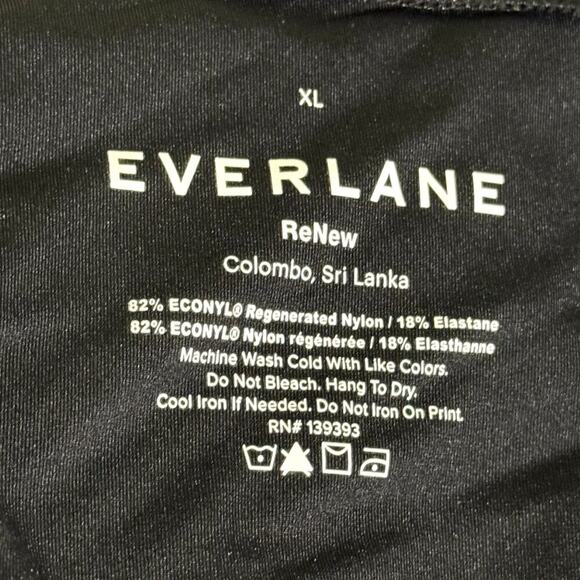 XL
EVERLANE
ReNew
Colombo, Sri Lanka
82% ECONYL® Regenerated Nylon / 18% Elastane
82% ECONYL® Nylon régénérée / 18% Elasthanne
Machine Wash Cold With Like Colors.
Do Not Bleach. Hang To Dry.
Cool Iron If Needed. Do Not Iron On Print.
RN# 139393